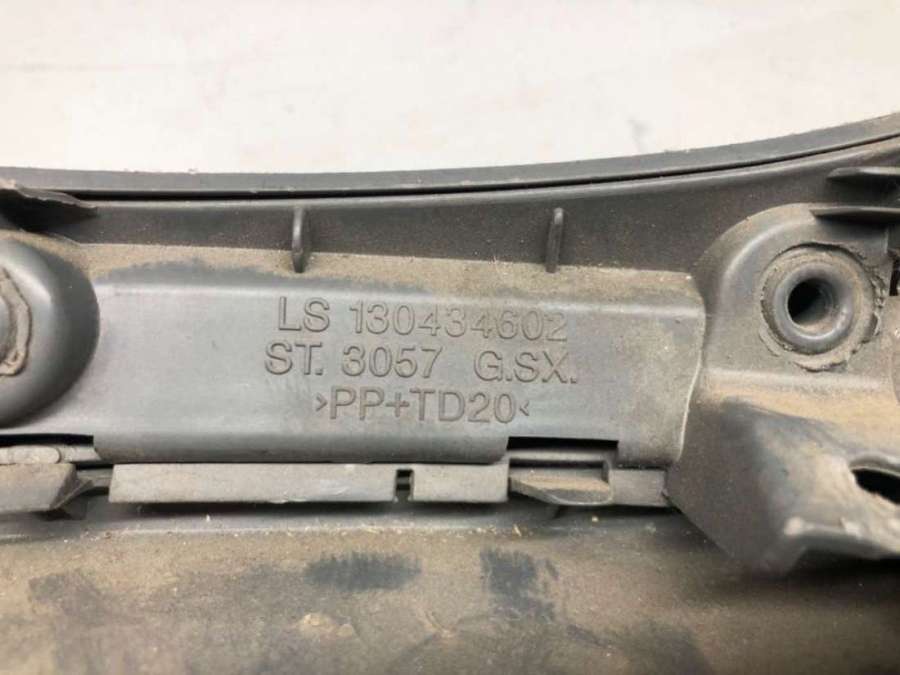 LS 130434602
ST. 3057 G.SX.
>PP+TD20<